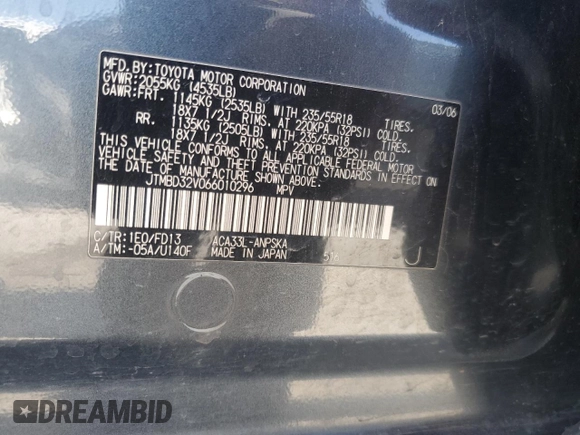 MFD.BY:TOYOTA MOTOR CORPORATION 03/06
GVWR:2055KG (4535LB)
GAWR:FRT. 1145KG (2535LB) WITH 235/55R18 TIRES.
18X7 1/2J RIMS, AT 220KPA (32PSI) COLD.
RR. 1135KG (2505LB) WITH 235/55R18 TIRES.
18X7 1/2J RIMS, AT 220KPA (32PSI) COLD.
THIS VEHICLE CONFORMS TO ALL APPLICABLE FEDERAL MOTOR
VEHICLE SAFETY AND THEFT PREVENTION STANDARDS IN EFFECT ON
THE DATE OF MANUFACTURE SHOWN ABOVE.
JTMBD32V066010296 MPV
C/TR:1E0/FD13 ACA33L-ANPSKA
A/TM:-05A/U140F MADE IN JAPAN J
DREAMBID